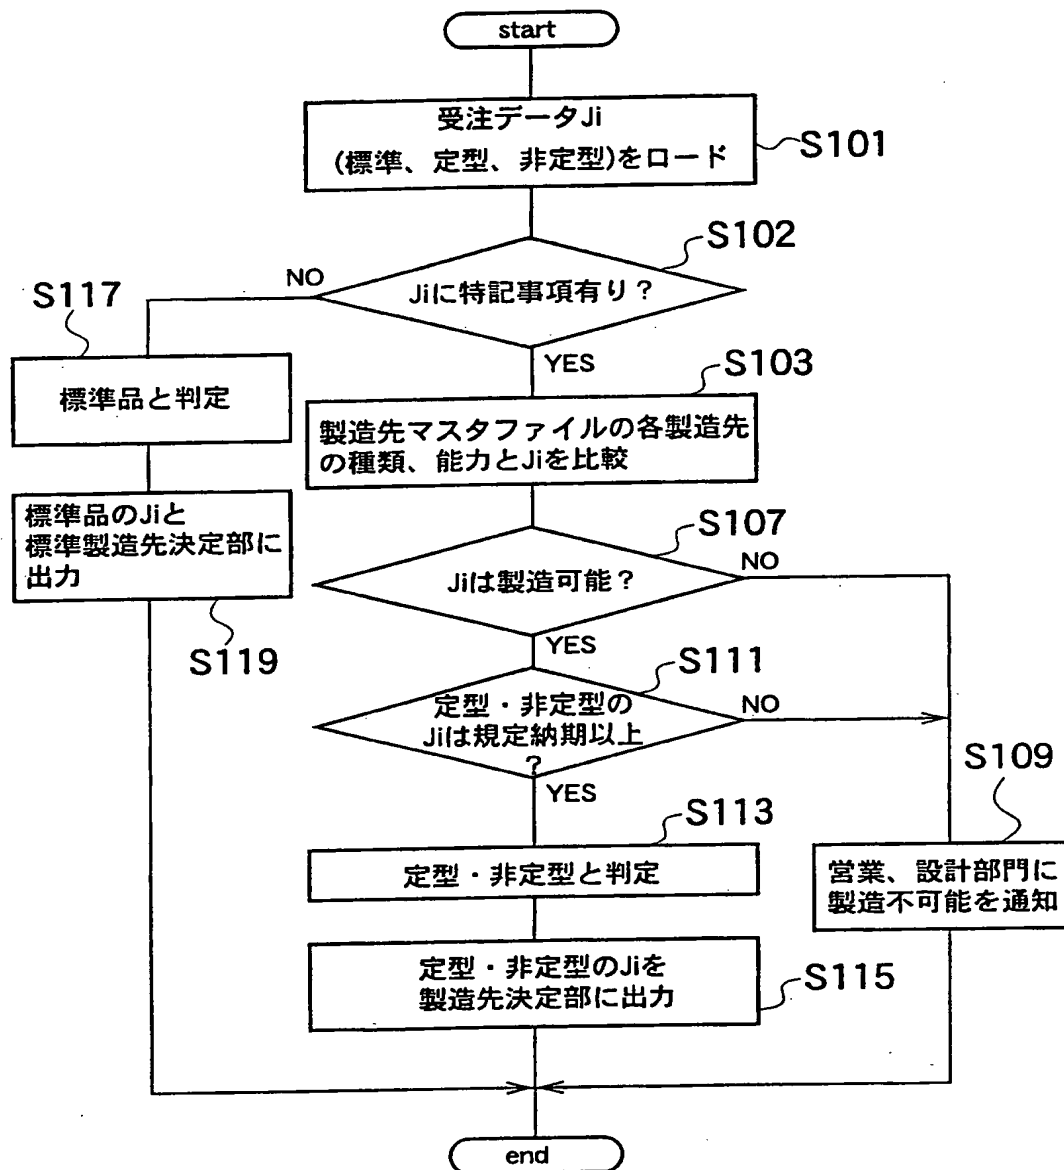 start
受注データJi
(標準、定型、非定型)をロード
S101
S102
Jiに特記事項有り？
NO
YES
S117
標準品と判定
S103
製造先マスタファイルの各製造先
の種類、能力とJiを比較
標準品のJiと
標準製造先決定部に
出力
S119
S107
Jiは製造可能？
NO
YES
S111
定型・非定型の
Jiは規定納期以上
？
NO
YES
S109
営業、設計部門に
製造不可能を通知
S113
定型・非定型と判定
定型・非定型のJiを
製造先決定部に出力
S115
end